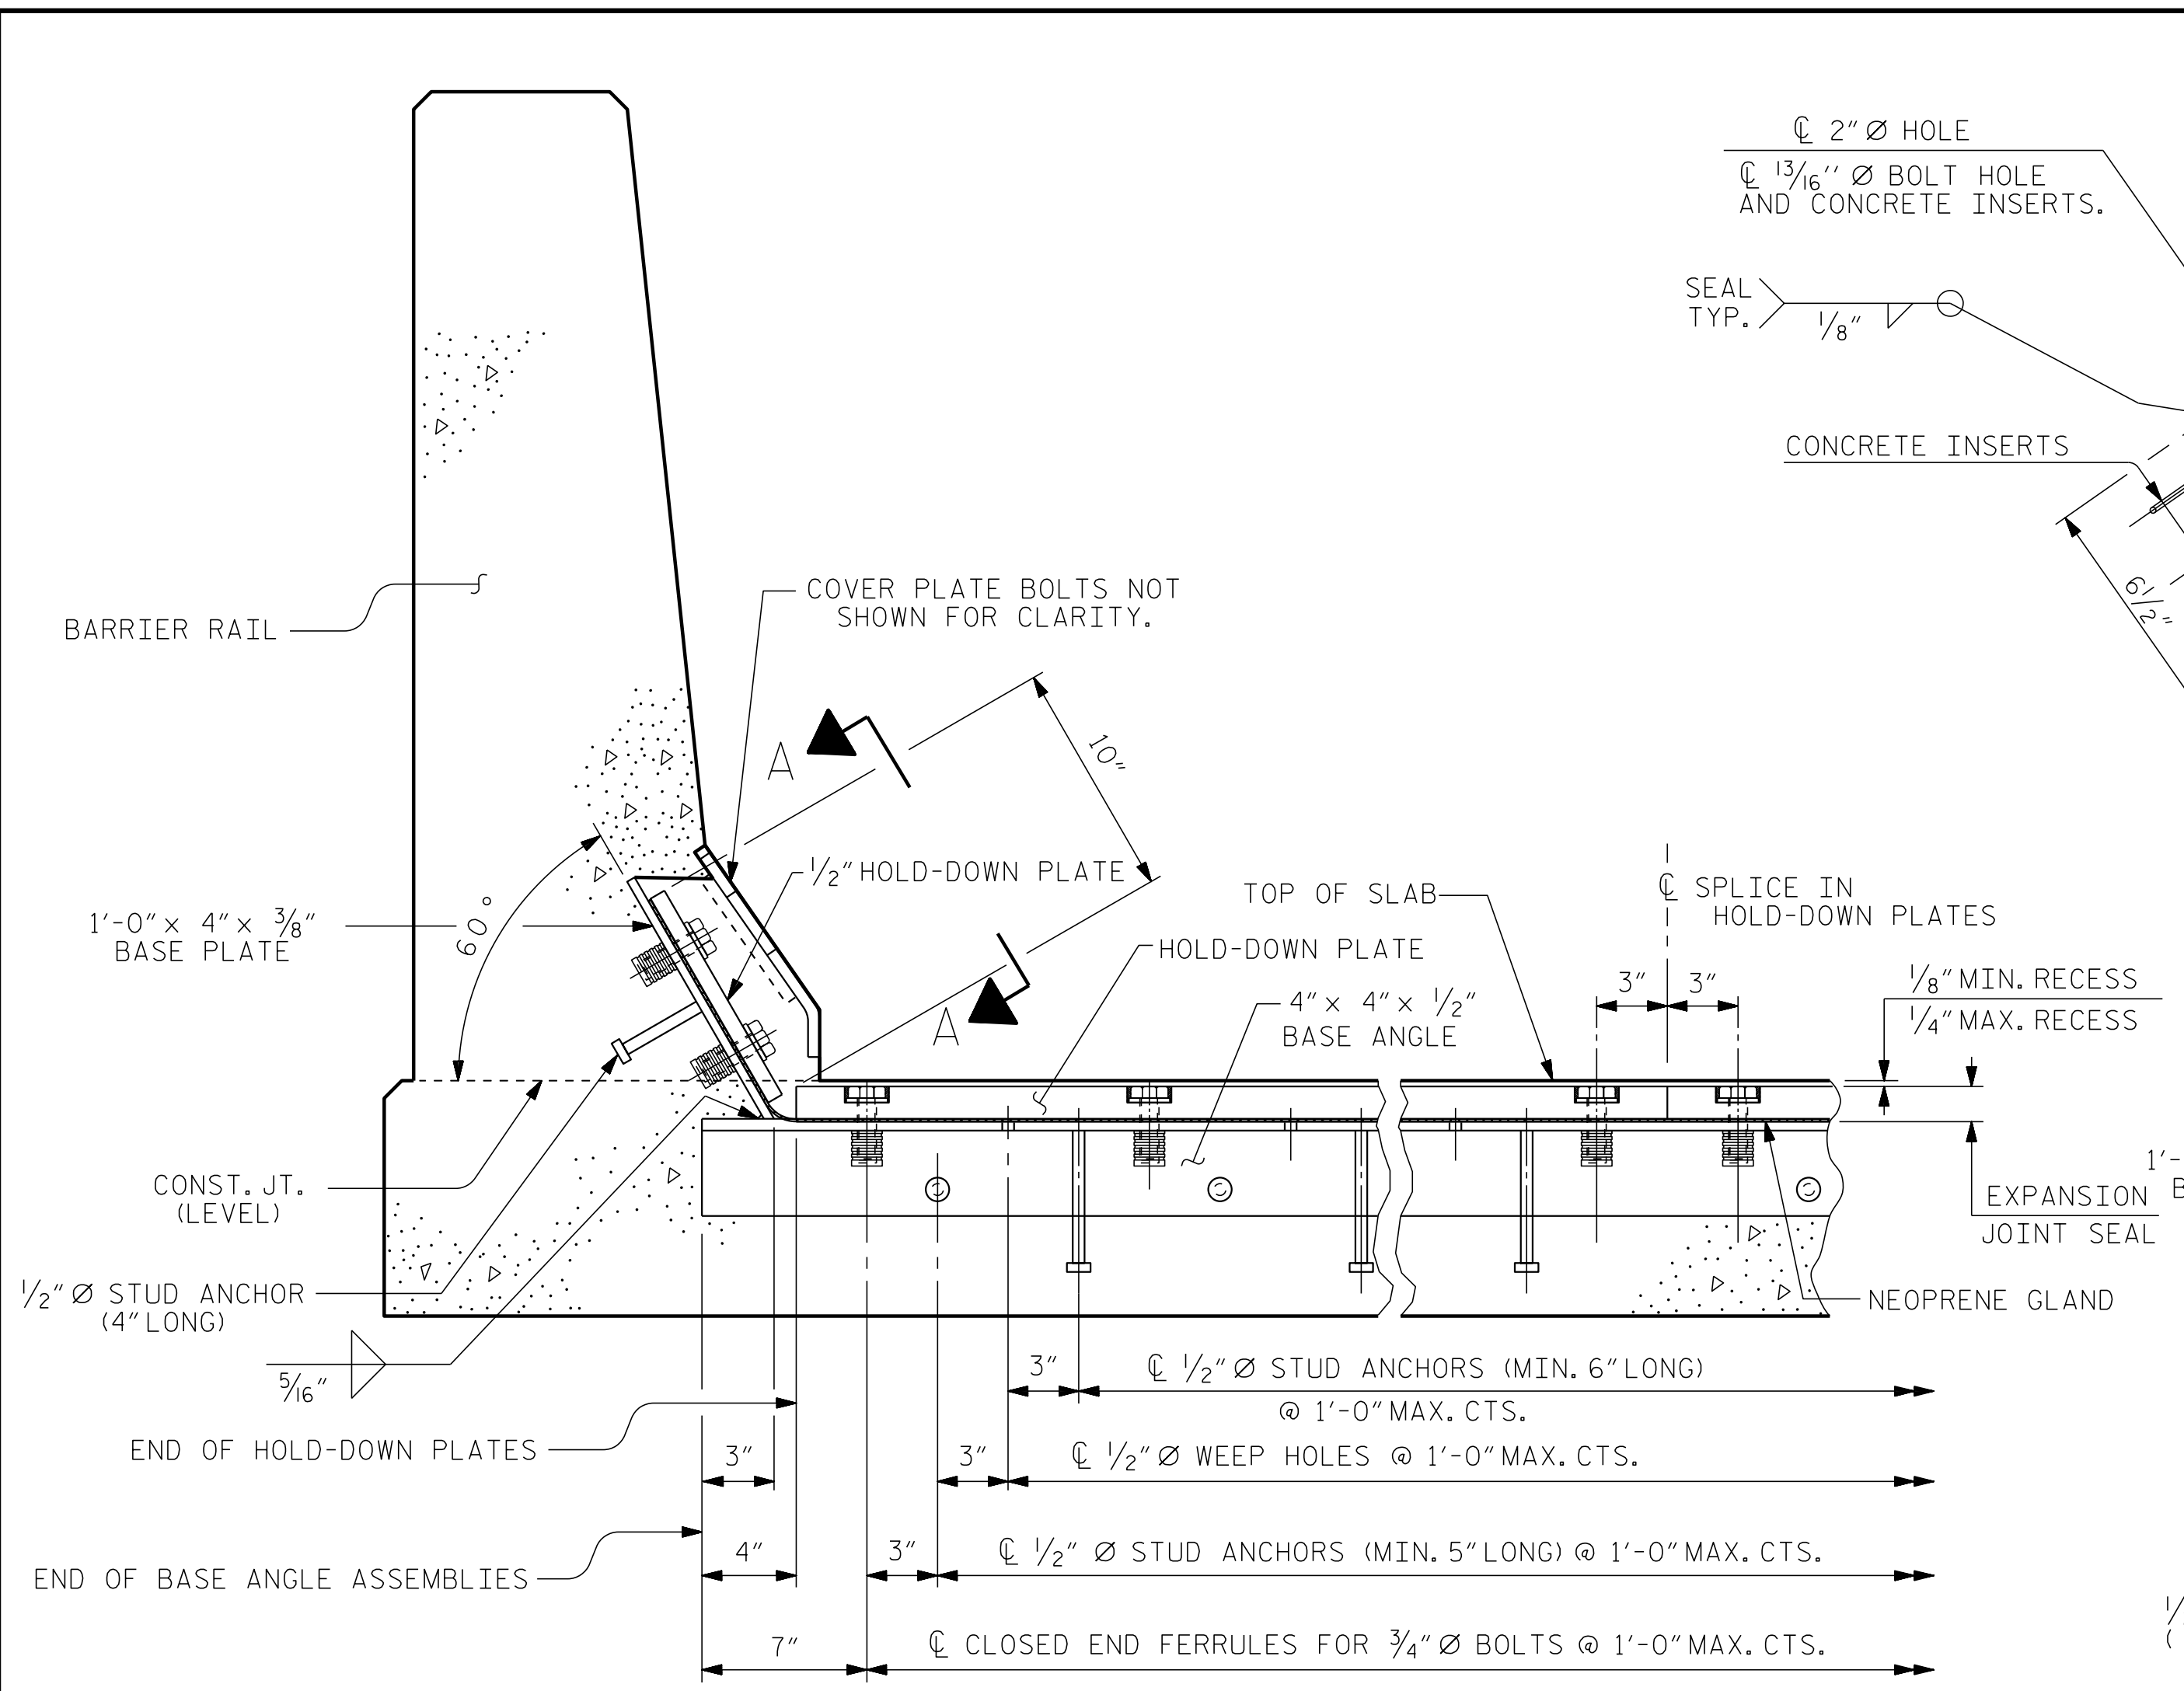 ℄ 2"Ø HOLE
℄ 13/16" Ø BOLT HOLE
AND CONCRETE INSERTS.
SEAL
TYP.
1/8"
CONCRETE INSERTS
6 1/2"
COVER PLATE BOLTS NOT
SHOWN FOR CLARITY.
BARRIER RAIL
A
10"
1/2" HOLD-DOWN PLATE
TOP OF SLAB
℄ SPLICE IN
HOLD-DOWN PLATES
1'-0" x 4" x 3/8"
BASE PLATE
60°
HOLD-DOWN PLATE
3"
3"
1/8" MIN. RECESS
1/4" MAX. RECESS
4" x 4" x 1/2"
BASE ANGLE
A
CONST. JT.
(LEVEL)
1'-
EXPANSION
JOINT SEAL
1/2" Ø STUD ANCHOR
(4" LONG)
NEOPRENE GLAND
5/16"
3"
℄ 1/2" Ø STUD ANCHORS (MIN. 6" LONG)
@ 1'-0" MAX. CTS.
END OF HOLD-DOWN PLATES
3"
3"
℄ 1/2" Ø WEEP HOLES @ 1'-0" MAX. CTS.
END OF BASE ANGLE ASSEMBLIES
4"
3"
℄ 1/2" Ø STUD ANCHORS (MIN. 5" LONG) @ 1'-0" MAX. CTS.
7"
℄ CLOSED END FERRULES FOR 3/4" Ø BOLTS @ 1'-0" MAX. CTS.